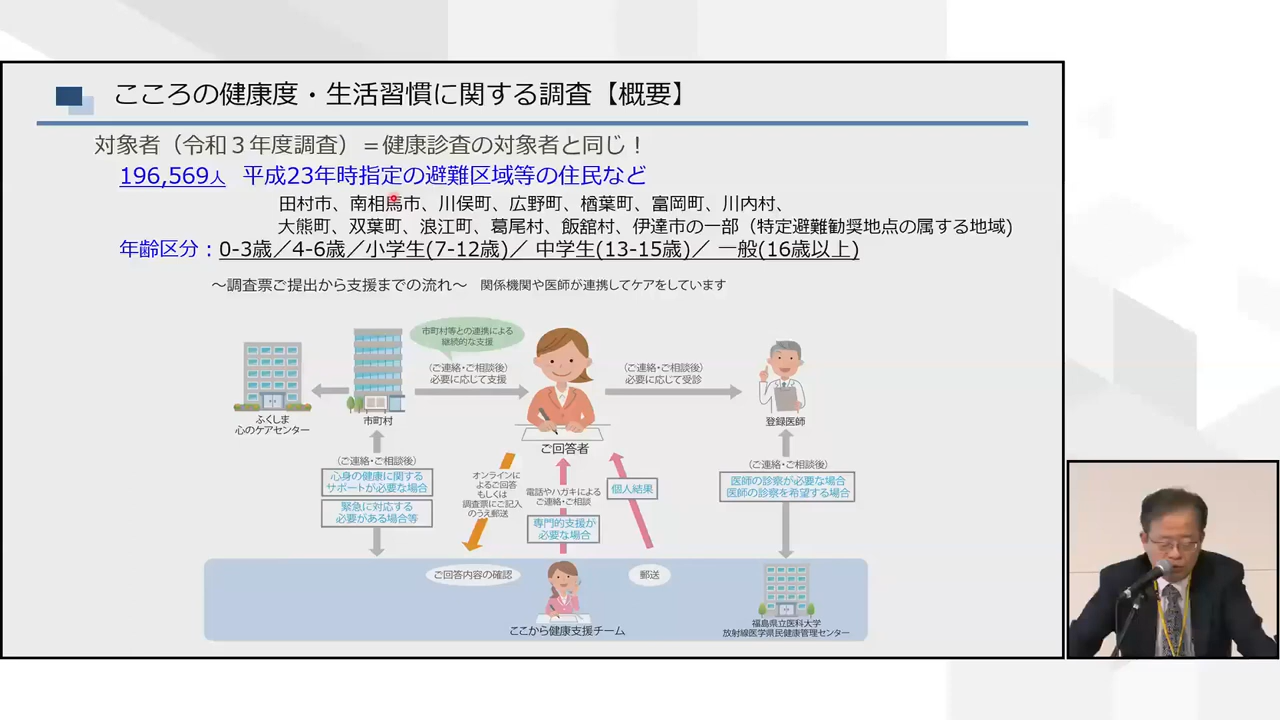 こころの健康度・生活習慣に関する調査【概要】
対象者（令和３年度調査）＝健康診査の対象者と同じ！
196,569人　平成23年時指定の避難区域等の住民など
田村市、南相馬市、川俣町、広野町、楢葉町、富岡町、川内村、
大熊町、双葉町、浪江町、葛尾村、飯舘村、伊達市の一部（特定避難勧奨地点の属する地域)
年齢区分：0-3歳／4-6歳／小学生(7-12歳)／ 中学生(13-15歳)／ 一般(16歳以上)
～調査票ご提出から支援までの流れ～　関係機関や医師が連携してケアをしています
市町村等との連携による
継続的な支援
（ご連絡・ご相談後）
必要に応じて支援
（ご連絡・ご相談後）
必要に応じて受診
ふくしま
心のケアセンター
市町村
ご回答者
登録医師
（ご連絡・ご相談後）
心身の健康に関する
サポートが必要な場合
緊急に対応する
必要がある場合等
オンラインに
よるご回答
もしくは
調査票にご記入
のうえ郵送
電話やハガキによる
ご連絡・ご相談
専門的支援が
必要な場合
個人結果
（ご連絡・ご相談後）
医師の診察が必要な場合
医師の診察を希望する場合
ご回答内容の確認
郵送
ここから健康支援チーム
福島県立医科大学
放射線医学県民健康管理センター